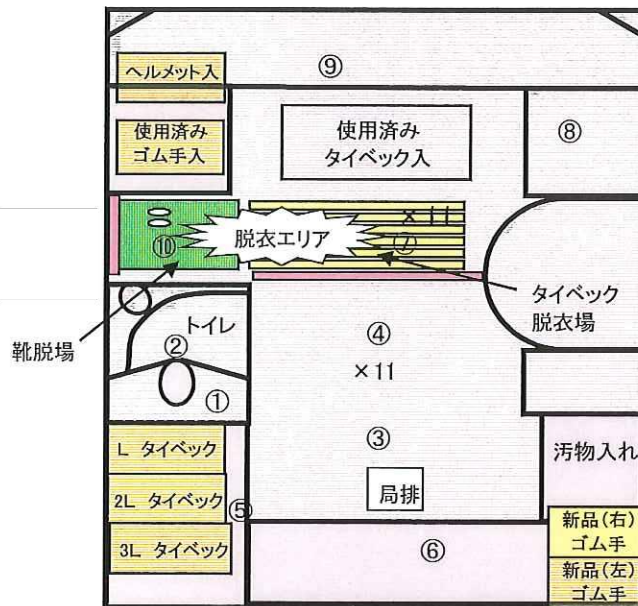 ⑨
ヘルメット入
使用済み
ゴム手入
使用済み
タイベック入
⑧
×11
⑩
脱衣エリア
⑦
タイベック
脱衣場
靴脱場
トイレ
②
①
④
×11
③
局排
L タイベック
2L タイベック
3L タイベック
⑤
⑥
汚物入れ
新品(右)
ゴム手
新品(左)
ゴム手